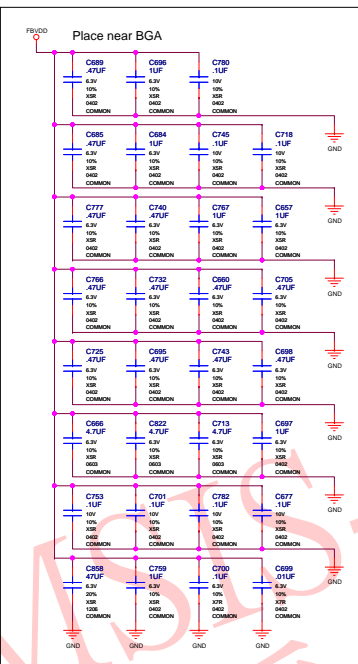 FBVDD
Place near BGA
C689 C696 C780
.47UF 1UF .1UF
6.3V 6.3V 10V
10% 10% 10%
X5R X5R X5R
0402 0402 0402
COMMON COMMON COMMON
GND
C685 C684 C745 C718
.47UF 1UF .1UF .1UF
6.3V 6.3V 10V 10V
10% 10% 10% 10%
X5R X5R X5R X5R
0402 0402 0402 0402
COMMON COMMON COMMON COMMON
GND
C777 C740 C767 C657
.47UF .47UF 1UF 1UF
6.3V 6.3V 6.3V 6.3V
10% 10% 10% 10%
X5R X5R X5R X5R
0402 0402 0402 0402
COMMON COMMON COMMON COMMON
GND
C766 C732 C660 C705
.47UF .47UF .47UF .47UF
6.3V 6.3V 6.3V 6.3V
10% 10% 10% 10%
X5R X5R X5R X5R
0402 0402 0402 0402
COMMON COMMON COMMON COMMON
GND
C725 C695 C743 C698
.47UF .47UF .47UF .47UF
6.3V 6.3V 6.3V 6.3V
10% 10% 10% 10%
X5R X5R X5R X5R
0402 0402 0402 0402
COMMON COMMON COMMON COMMON
GND
C666 C822 C713 C697
4.7UF 4.7UF 4.7UF 1UF
6.3V 6.3V 6.3V 6.3V
10% 10% 10% 10%
X5R X5R X5R X5R
0603 0603 0603 0402
COMMON COMMON COMMON COMMON
GND
C753 C701 C782 C677
.1UF .1UF .1UF .1UF
10V 10V 10V 10V
10% 10% 10% 10%
X5R X5R X5R X5R
0402 0402 0402 0402
COMMON COMMON COMMON COMMON
GND
C858 C759 C700 C699
47UF 1UF .1UF .01UF
6.3V 6.3V 6.3V 6.3V
20% 10% 10% 10%
X5R X5R X7R X7R
1206 0402 0402 0402
COMMON COMMON COMMON COMMON
GND GND GND GND
MSIS-